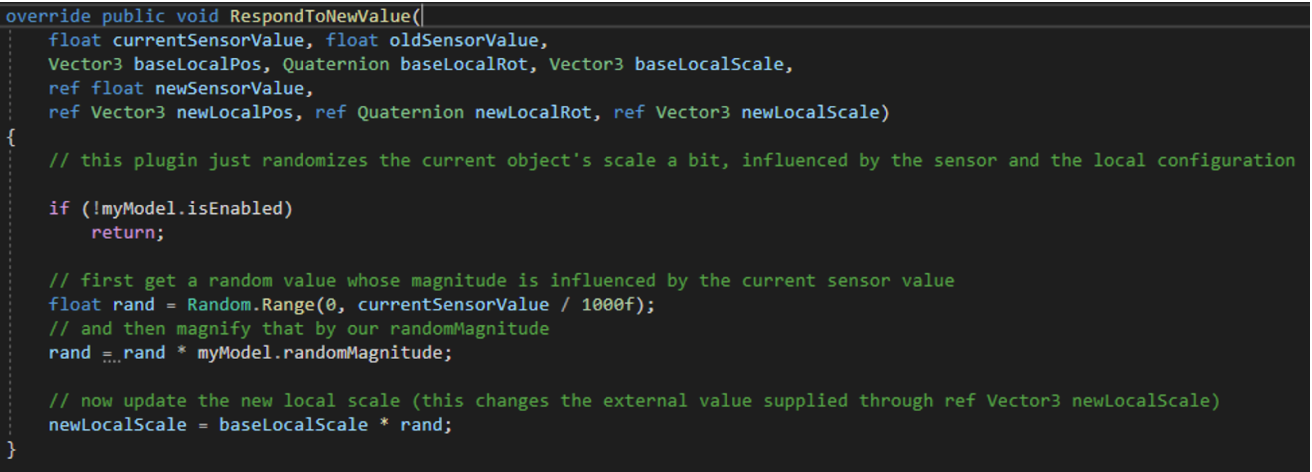 override public void RespondToNewValue(
float currentSensorValue, float oldSensorValue,
Vector3 baseLocalPos, Quaternion baseLocalRot, Vector3 baseLocalScale,
ref float newSensorValue,
ref Vector3 newLocalPos, ref Quaternion newLocalRot, ref Vector3 newLocalScale)
{
// this plugin just randomizes the current object's scale a bit, influenced by the sensor and the local configuration
if (!myModel.isEnabled)
return;
// first get a random value whose magnitude is influenced by the current sensor value
float rand = Random.Range(0, currentSensorValue / 1000f);
// and then magnify that by our randomMagnitude
rand = rand * myModel.randomMagnitude;
// now update the new local scale (this changes the external value supplied through ref Vector3 newLocalScale)
newLocalScale = baseLocalScale * rand;
}